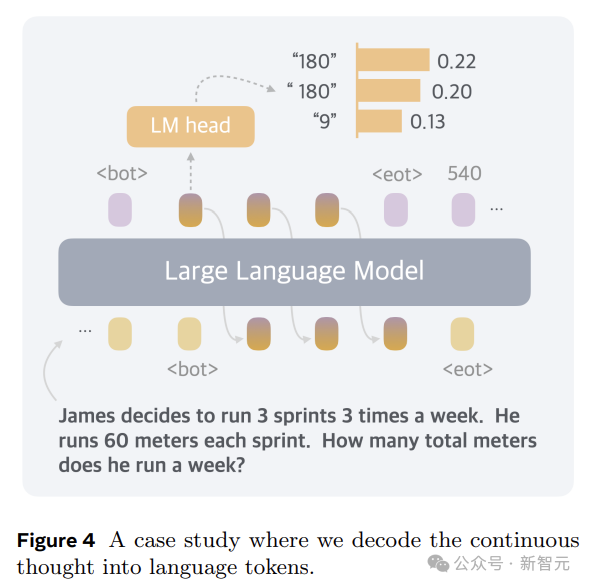 “180” 0.22
“ 180” 0.20
“9” 0.13
LM head
<bot> <eot> 540
...
Large Language Model
...
<bot> <eot>
James decides to run 3 sprints 3 times a week. He
runs 60 meters each sprint. How many total meters
does he run a week?
Figure 4 A case study where we decode the continuous
thought into language tokens.
公众号 · 新智元